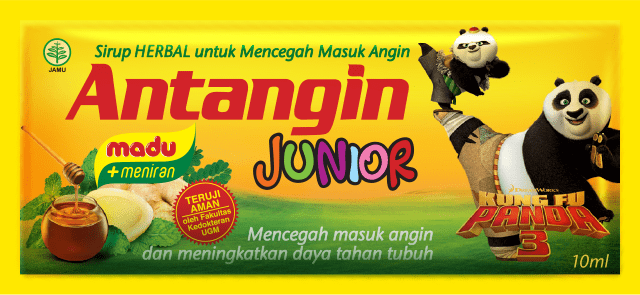 JAMU
Sirup HERBAL untuk Mencegah Masuk Angin
Antangin
JUNIOR
madu
+meniran
TERUJI
AMAN
oleh Fakultas
Kedokteran
UGM
DREAMWORKS
KUNG FU
PANDA
3
Mencegah masuk angin
dan meningkatkan daya tahan tubuh
10ml